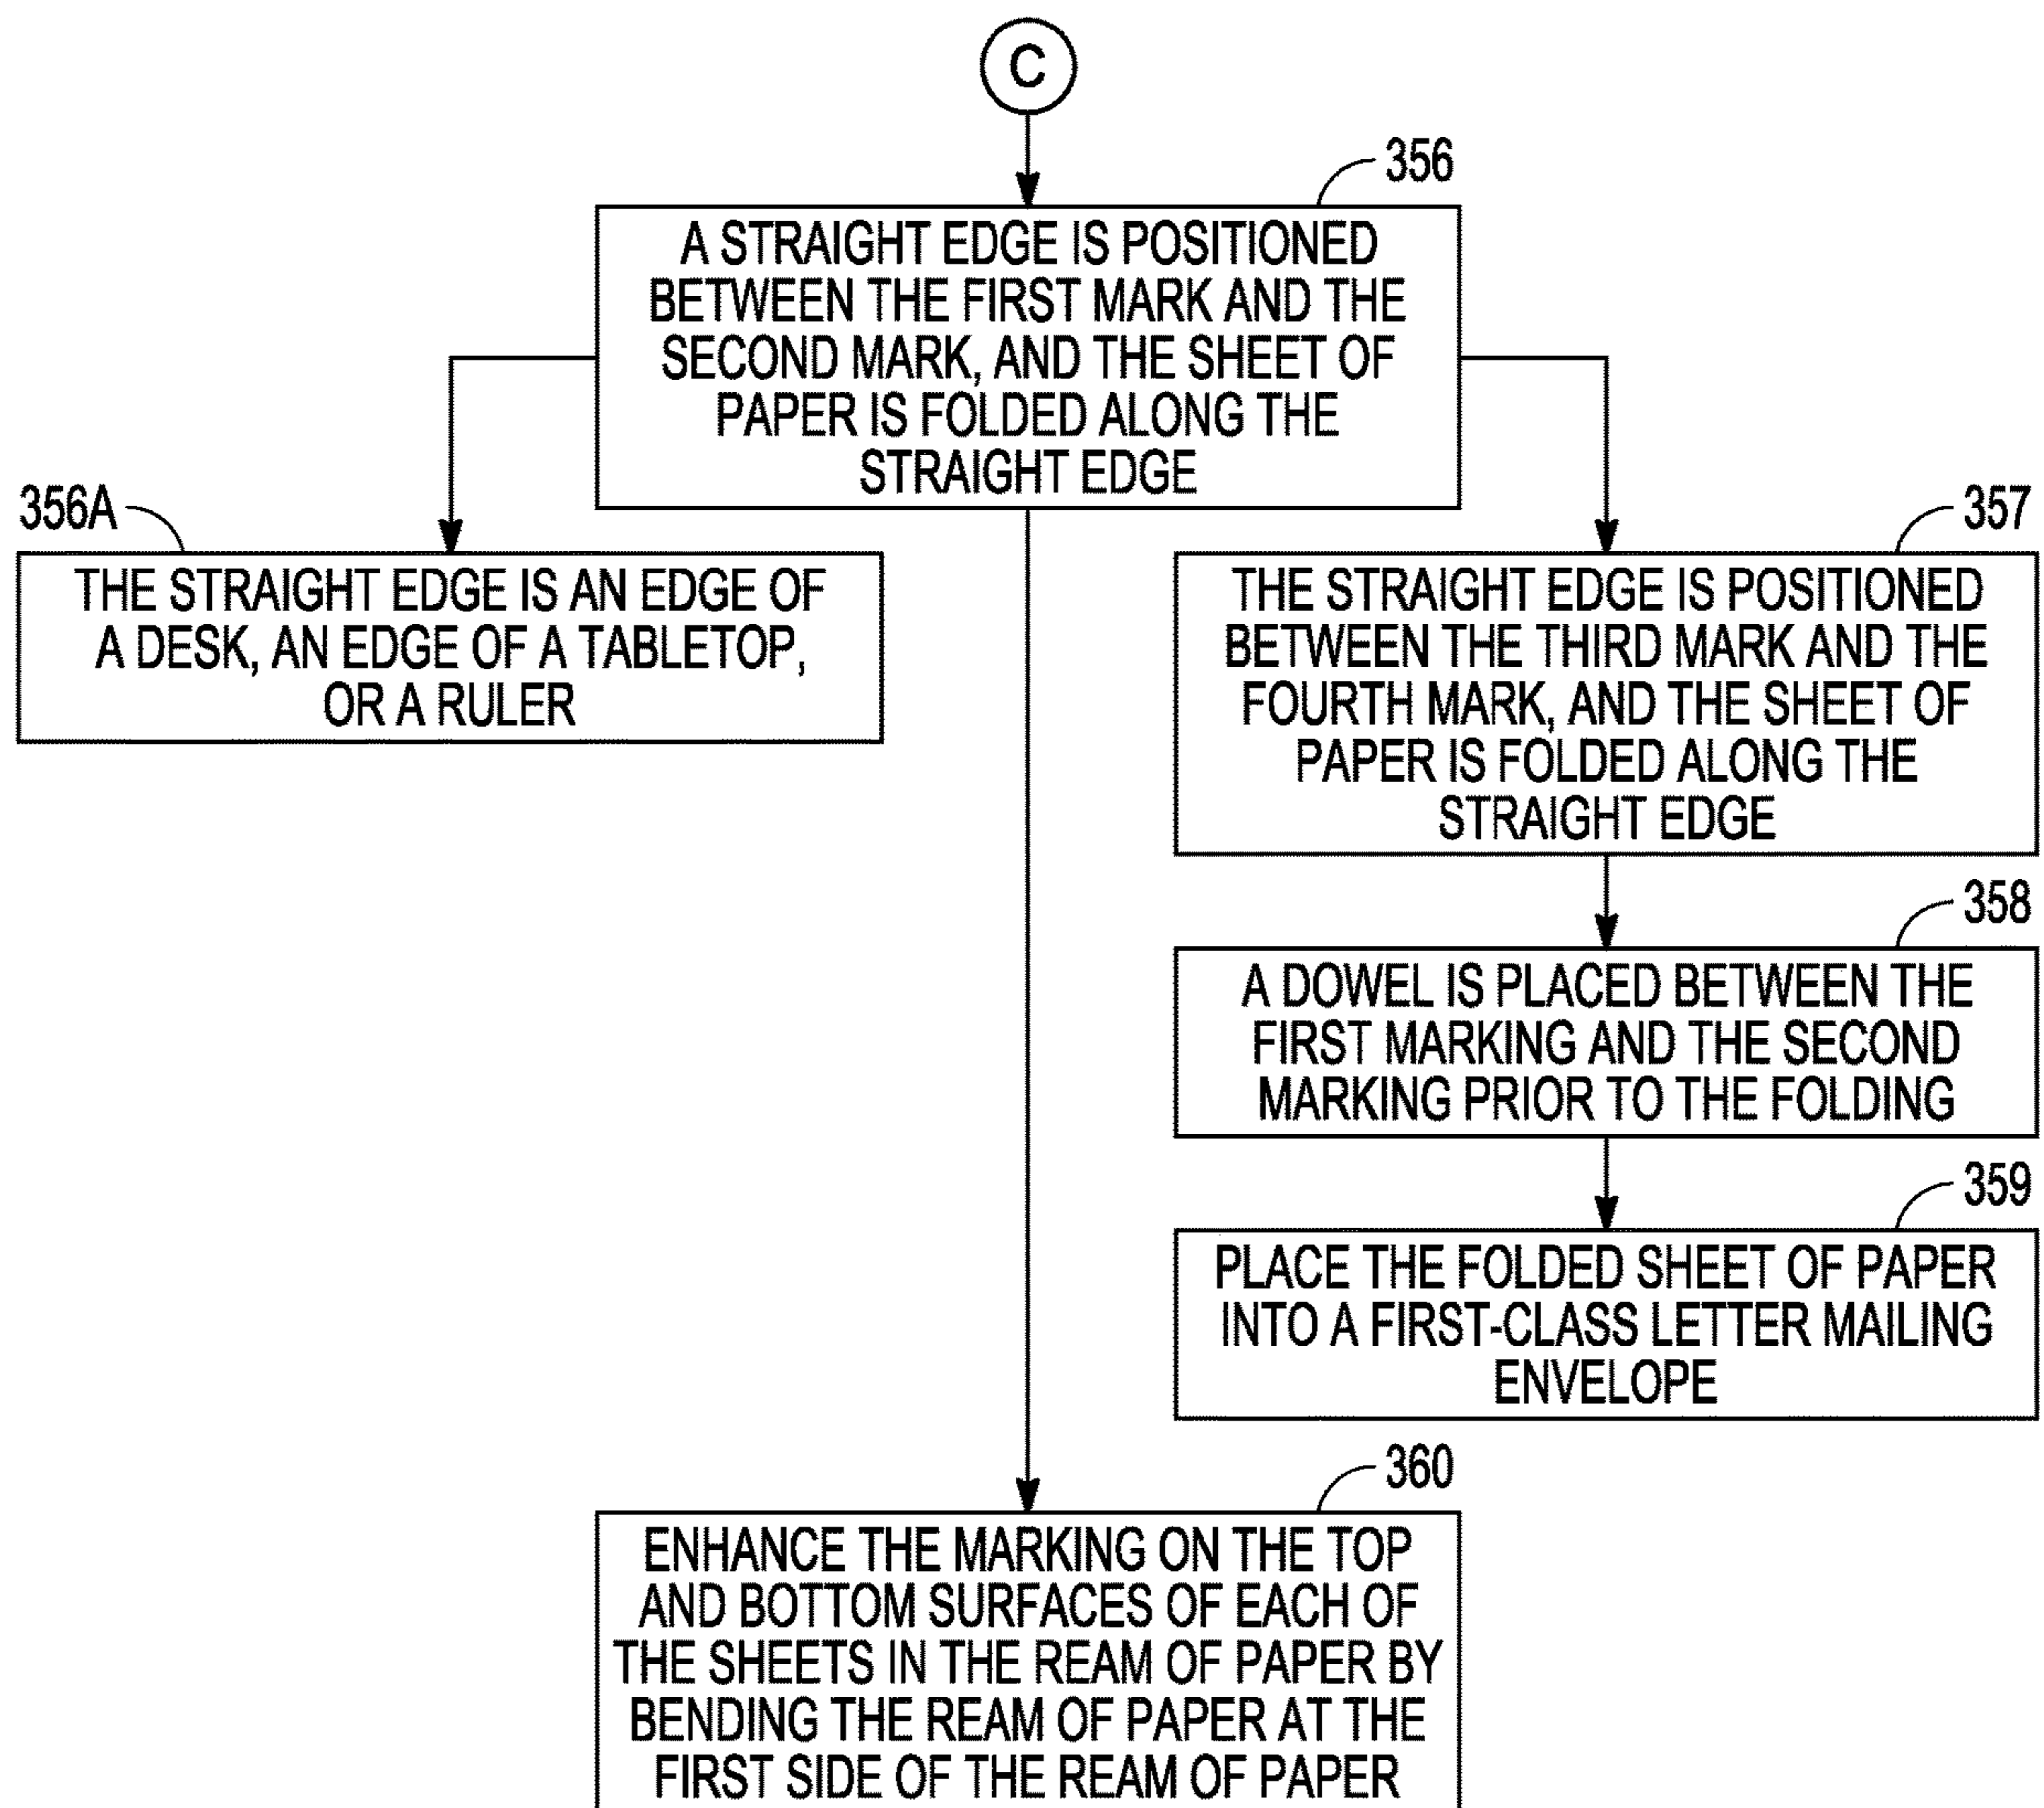 C
356
A STRAIGHT EDGE IS POSITIONED
BETWEEN THE FIRST MARK AND THE
SECOND MARK, AND THE SHEET OF
PAPER IS FOLDED ALONG THE
STRAIGHT EDGE
356A
THE STRAIGHT EDGE IS AN EDGE OF
A DESK, AN EDGE OF A TABLETOP,
OR A RULER
357
THE STRAIGHT EDGE IS POSITIONED
BETWEEN THE THIRD MARK AND THE
FOURTH MARK, AND THE SHEET OF
PAPER IS FOLDED ALONG THE
STRAIGHT EDGE
358
A DOWEL IS PLACED BETWEEN THE
FIRST MARKING AND THE SECOND
MARKING PRIOR TO THE FOLDING
359
PLACE THE FOLDED SHEET OF PAPER
INTO A FIRST-CLASS LETTER MAILING
ENVELOPE
360
ENHANCE THE MARKING ON THE TOP
AND BOTTOM SURFACES OF EACH OF
THE SHEETS IN THE REAM OF PAPER BY
BENDING THE REAM OF PAPER AT THE
FIRST SIDE OF THE REAM OF PAPER